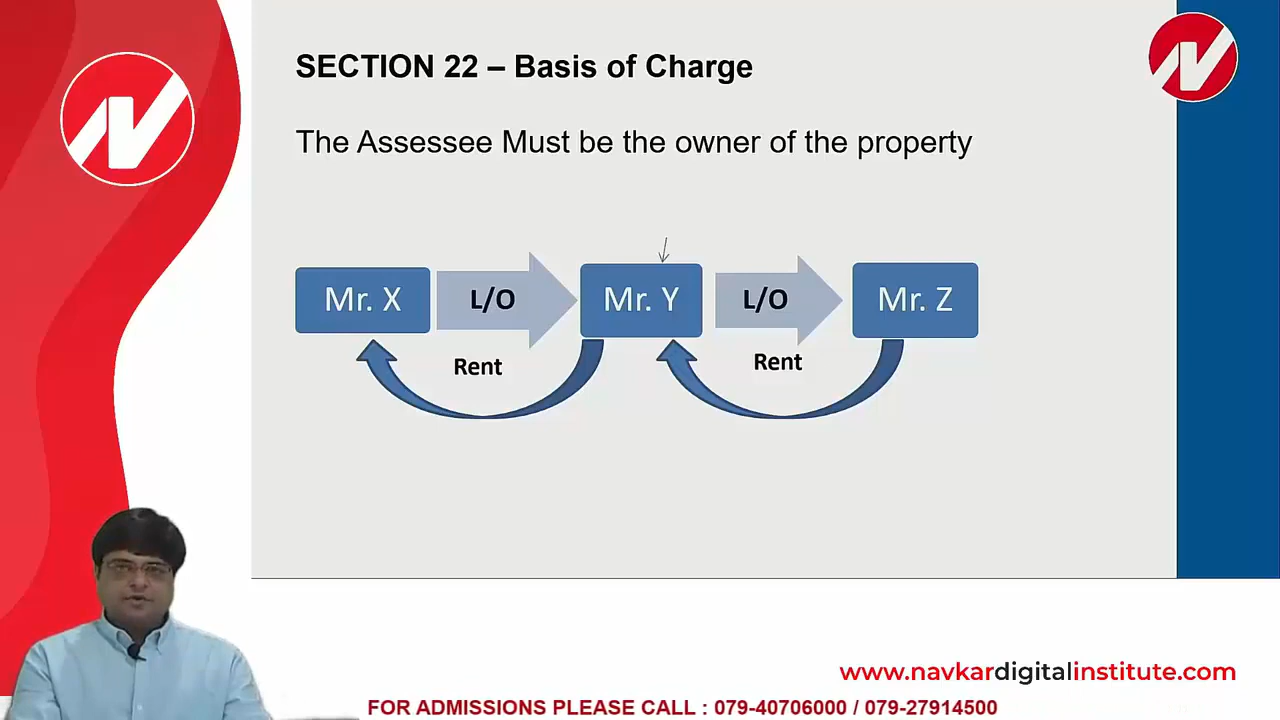 SECTION 22 – Basis of Charge
The Assessee Must be the owner of the property
Mr. X L/O Mr. Y L/O Mr. Z
Rent Rent
www.navkardigitalinstitute.com
FOR ADMISSIONS PLEASE CALL : 079-40706000 / 079-27914500